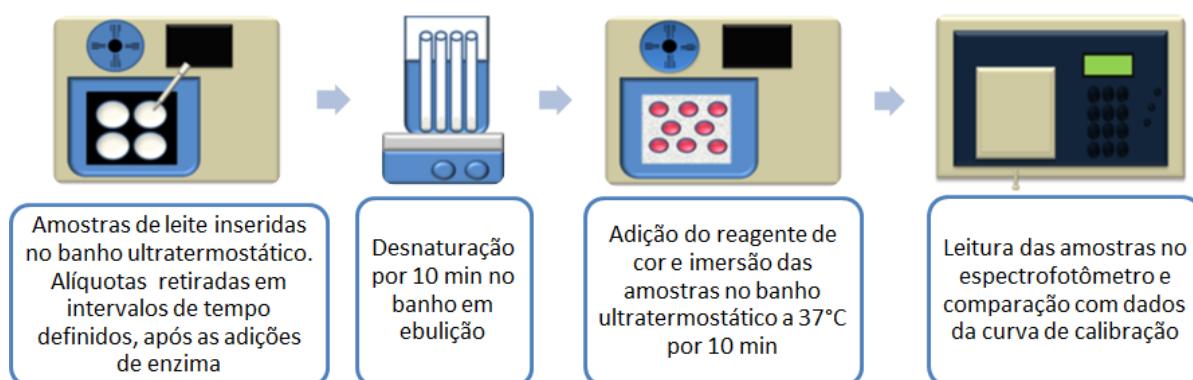 Amostras de leite inseridas
no banho ultratermostático.
Alíquotas retiradas em
intervalos de tempo
definidos, após as adições
de enzima
Desnaturação
por 10 min no
banho em
ebulição
Adição do reagente de
cor e imersão das
amostras no banho
ultratermostático a 37°C
por 10 min
Leitura das amostras no
espectrofotômetro e
comparação com dados
da curva de calibração